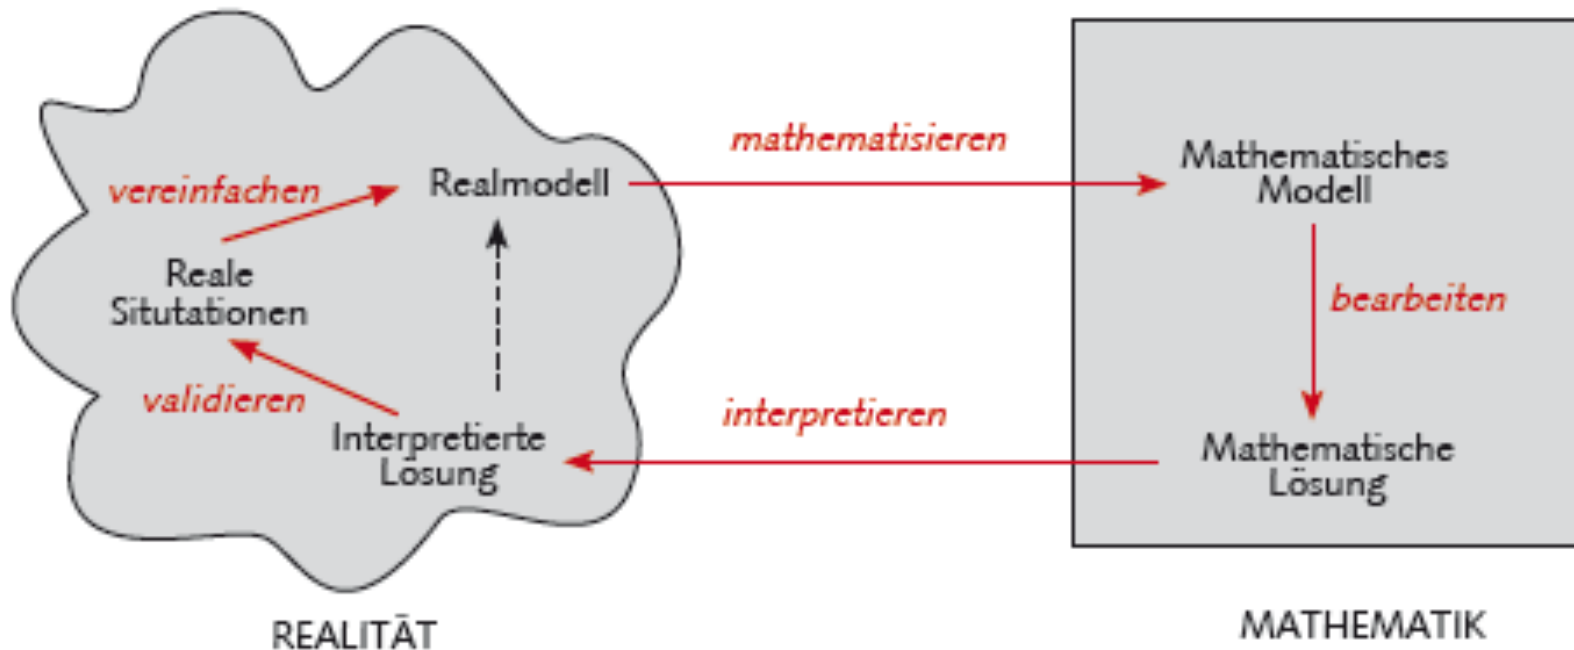 mathematisieren
Mathematisches
Modell
vereinfachen
Realmodell
Reale
Situtationen
bearbeiten
validieren
interpretieren
Interpretierte
Lösung
Mathematische
Lösung
REALITÄT
MATHEMATIK